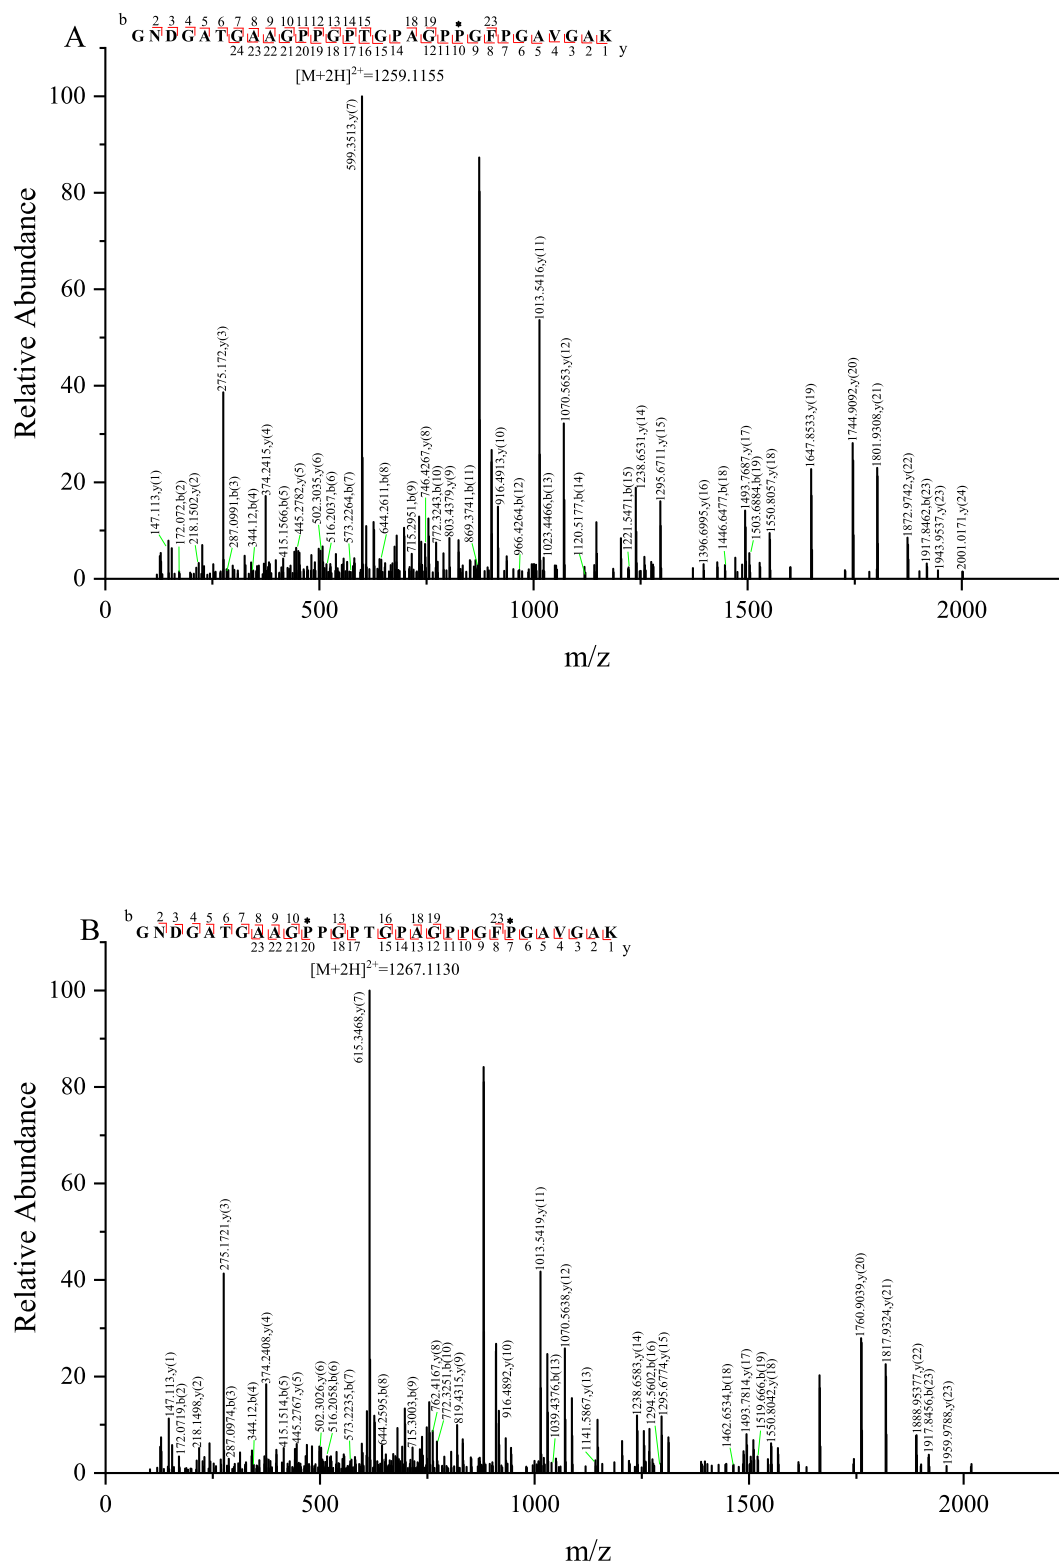 A
b
2 3 4 5 6 7 8 9 10 11 12 13 14 15 18 19 * 23
G N D G A T G A A G P P G P T G P A G P P G F P G A V G A K
24 23 22 21 20 19 18 17 16 15 14 12 11 10 9 8 7 6 5 4 3 2 1 y
[M+2H]2+=1259.1155
Relative Abundance
100
80
60
40
20
0
147.113,y(1)
172.072,b(2)
218.1502,y(2)
275.172,y(3)
287.0991,b(3)
344.12,b(4)
374.2415,y(4)
415.1566,b(5)
445.2782,y(5)
502.3035,y(6)
516.2037,b(6)
573.2264,b(7)
599.3513,y(7)
644.2611,b(8)
715.2951,b(9)
746.4267,y(8)
772.3243,b(10)
803.4379,y(9)
869.3741,b(11)
916.4913,y(10)
966.4264,b(12)
1013.5416,y(11)
1023.4466,b(13)
1070.5653,y(12)
1120.5177,b(14)
1221.5471,b(15)
1238.6531,y(14)
1295.6711,y(15)
1396.6995,y(16)
1446.6477,b(18)
1493.7687,y(17)
1503.6884,b(19)
1550.8057,y(18)
1647.8533,y(19)
1744.9092,y(20)
1801.9308,y(21)
1872.9742,y(22)
1917.8462,b(23)
1943.9537,y(23)
2001.0171,y(24)
0 500 1000 1500 2000
m/z
B
b
2 3 4 5 6 7 8 9 10 * 13 16 18 19 23 *
G N D G A T G A A G P P G P T G P A G P P G F P G A V G A K
23 22 21 20 18 17 15 14 13 12 11 10 9 8 7 6 5 4 3 2 1 y
[M+2H]2+=1267.1130
Relative Abundance
100
80
60
40
20
0
147.113,y(1)
172.0719,b(2)
218.1498,y(2)
275.1721,y(3)
287.0974,b(3)
344.12,b(4)
374.2408,y(4)
415.1514,b(5)
445.2767,y(5)
502.3026,y(6)
516.2058,b(6)
573.2235,b(7)
615.3468,y(7)
644.2595,b(8)
715.3003,b(9)
762.4167,y(8)
772.3251,b(10)
819.4315,y(9)
916.4892,y(10)
1013.5419,y(11)
1039.4376,b(13)
1070.5638,y(12)
1141.5867,y(13)
1238.6583,y(14)
1294.5602,b(16)
1295.6774,y(15)
1462.6534,b(18)
1493.7814,y(17)
1519.666,b(19)
1550.8042,y(18)
1760.9039,y(20)
1817.9324,y(21)
1888.95377,y(22)
1917.8456,b(23)
1959.9788,y(23)
0 500 1000 1500 2000
m/z